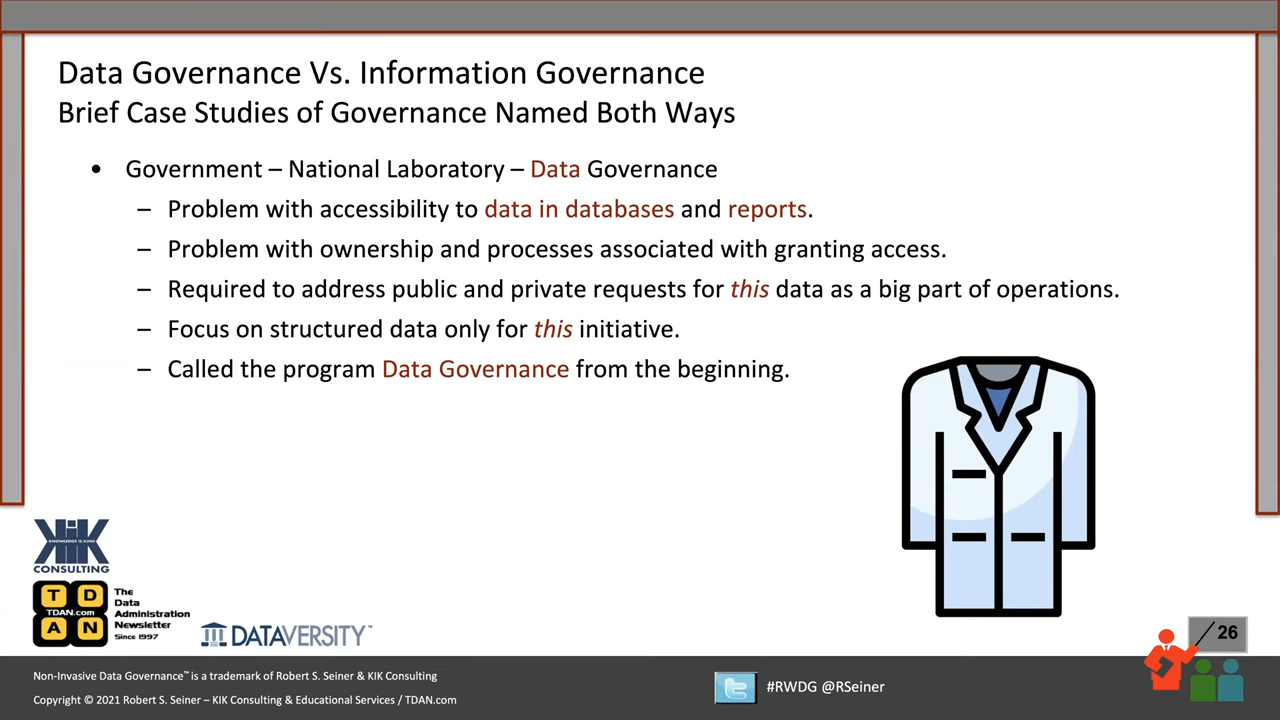 Data Governance Vs. Information Governance
Brief Case Studies of Governance Named Both Ways
• Government – National Laboratory – Data Governance
– Problem with accessibility to data in databases and reports.
– Problem with ownership and processes associated with granting access.
– Required to address public and private requests for this data as a big part of operations.
– Focus on structured data only for this initiative.
– Called the program Data Governance from the beginning.
KIK
KNOWLEDGE IS KING
CONSULTING
T D
TDAN.com
A N
The
Data
Administration
Newsletter
Since 1997
DATAVERSITY™
26
Non-Invasive Data Governance™ is a trademark of Robert S. Seiner & KIK Consulting
Copyright © 2021 Robert S. Seiner – KIK Consulting & Educational Services / TDAN.com
#RWDG @RSeiner